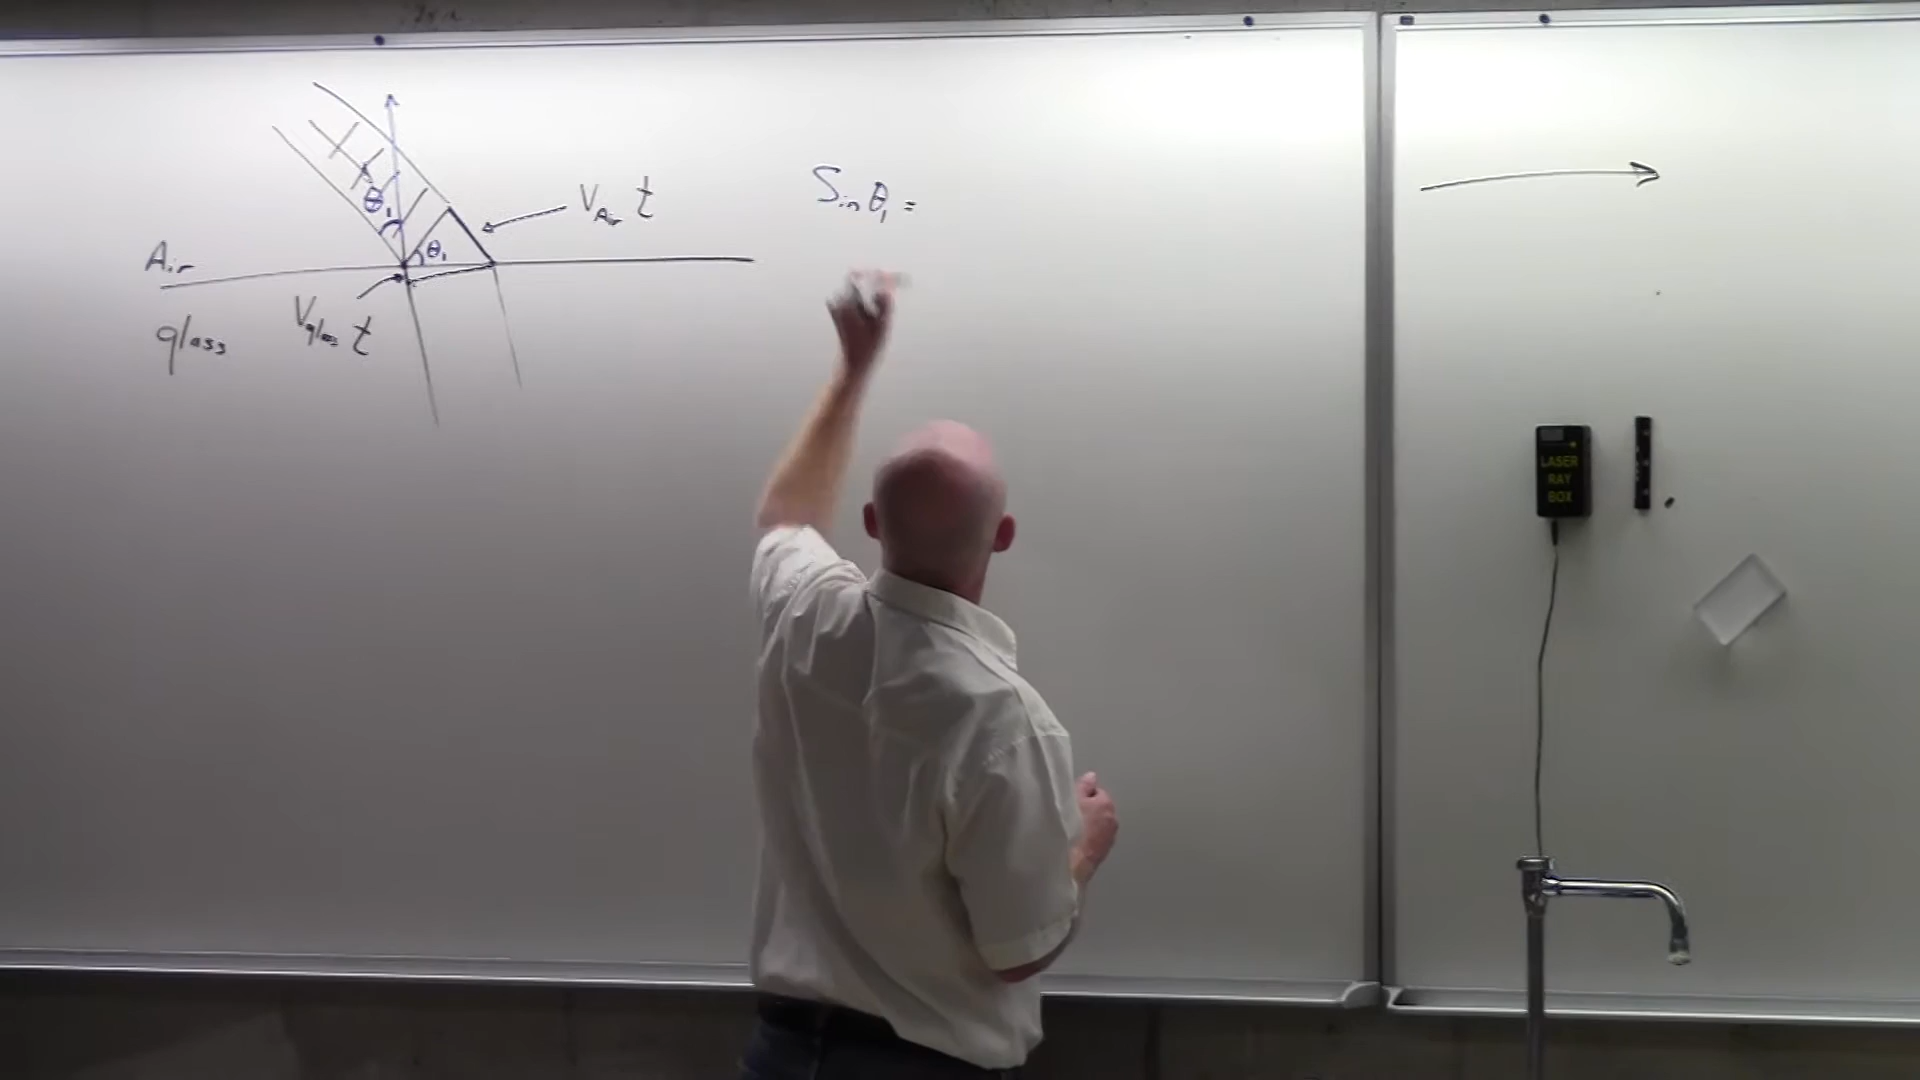 θ₁
V_Air t
Sin θ₁ =
Air
θ₁
V_glass t
glass
LASER
RAY
BOX